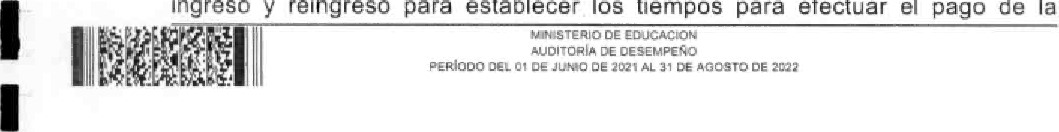 ingreso y reingreso para establecer los tiempos para efectuar el pago de la
MINISTERIO DE EDUCACION
AUDITORÍA DE DESEMPEÑO
PERÍODO DEL 01 DE JUNIO DE 2021 AL 31 DE AGOSTO DE 2022